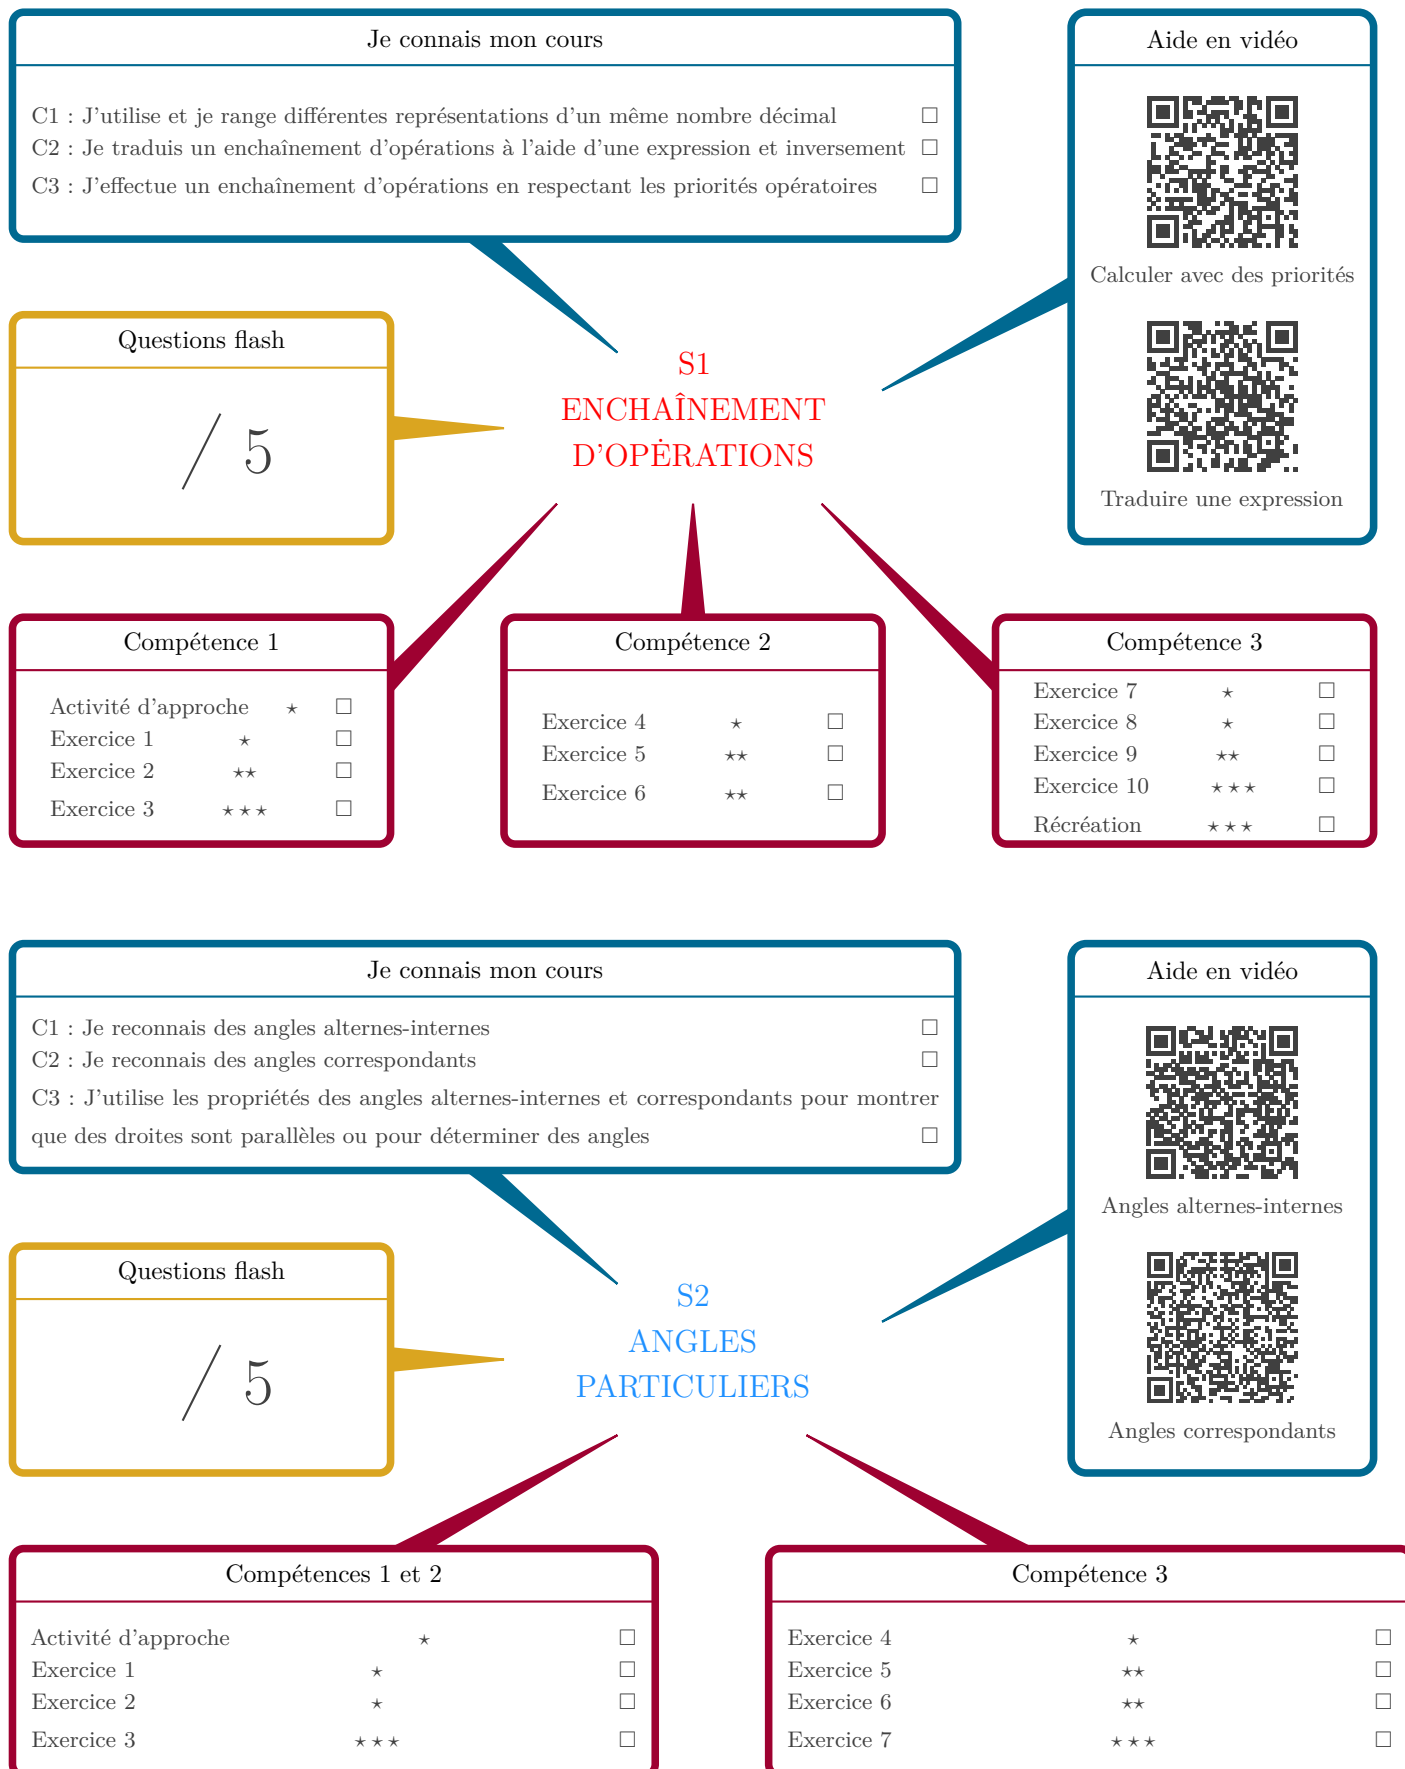 Je connais mon cours
C1 : J'utilise et je range différentes représentations d'un même nombre décimal □
C2 : Je traduis un enchaînement d'opérations à l'aide d'une expression et inversement □
C3 : J'effectue un enchaînement d'opérations en respectant les priorités opératoires □
Aide en vidéo
Calculer avec des priorités
Traduire une expression
Questions flash
/ 5
S1
ENCHAÎNEMENT
D'OPĖRATIONS
Compétence 1
Activité d'approche ⋆ □
Exercice 1 ⋆ □
Exercice 2 ⋆⋆ □
Exercice 3 ⋆ ⋆ ⋆ □
Compétence 2
Exercice 4 ⋆ □
Exercice 5 ⋆⋆ □
Exercice 6 ⋆⋆ □
Compétence 3
Exercice 7 ⋆ □
Exercice 8 ⋆ □
Exercice 9 ⋆⋆ □
Exercice 10 ⋆ ⋆ ⋆ □
Récréation ⋆ ⋆ ⋆ □
Je connais mon cours
C1 : Je reconnais des angles alternes-internes □
C2 : Je reconnais des angles correspondants □
C3 : J'utilise les propriétés des angles alternes-internes et correspondants pour montrer
que des droites sont parallèles ou pour déterminer des angles □
Aide en vidéo
Angles alternes-internes
Angles correspondants
Questions flash
/ 5
S2
ANGLES
PARTICULIERS
Compétences 1 et 2
Activité d'approche ⋆ □
Exercice 1 ⋆ □
Exercice 2 ⋆ □
Exercice 3 ⋆ ⋆ ⋆ □
Compétence 3
Exercice 4 ⋆ □
Exercice 5 ⋆⋆ □
Exercice 6 ⋆⋆ □
Exercice 7 ⋆ ⋆ ⋆ □